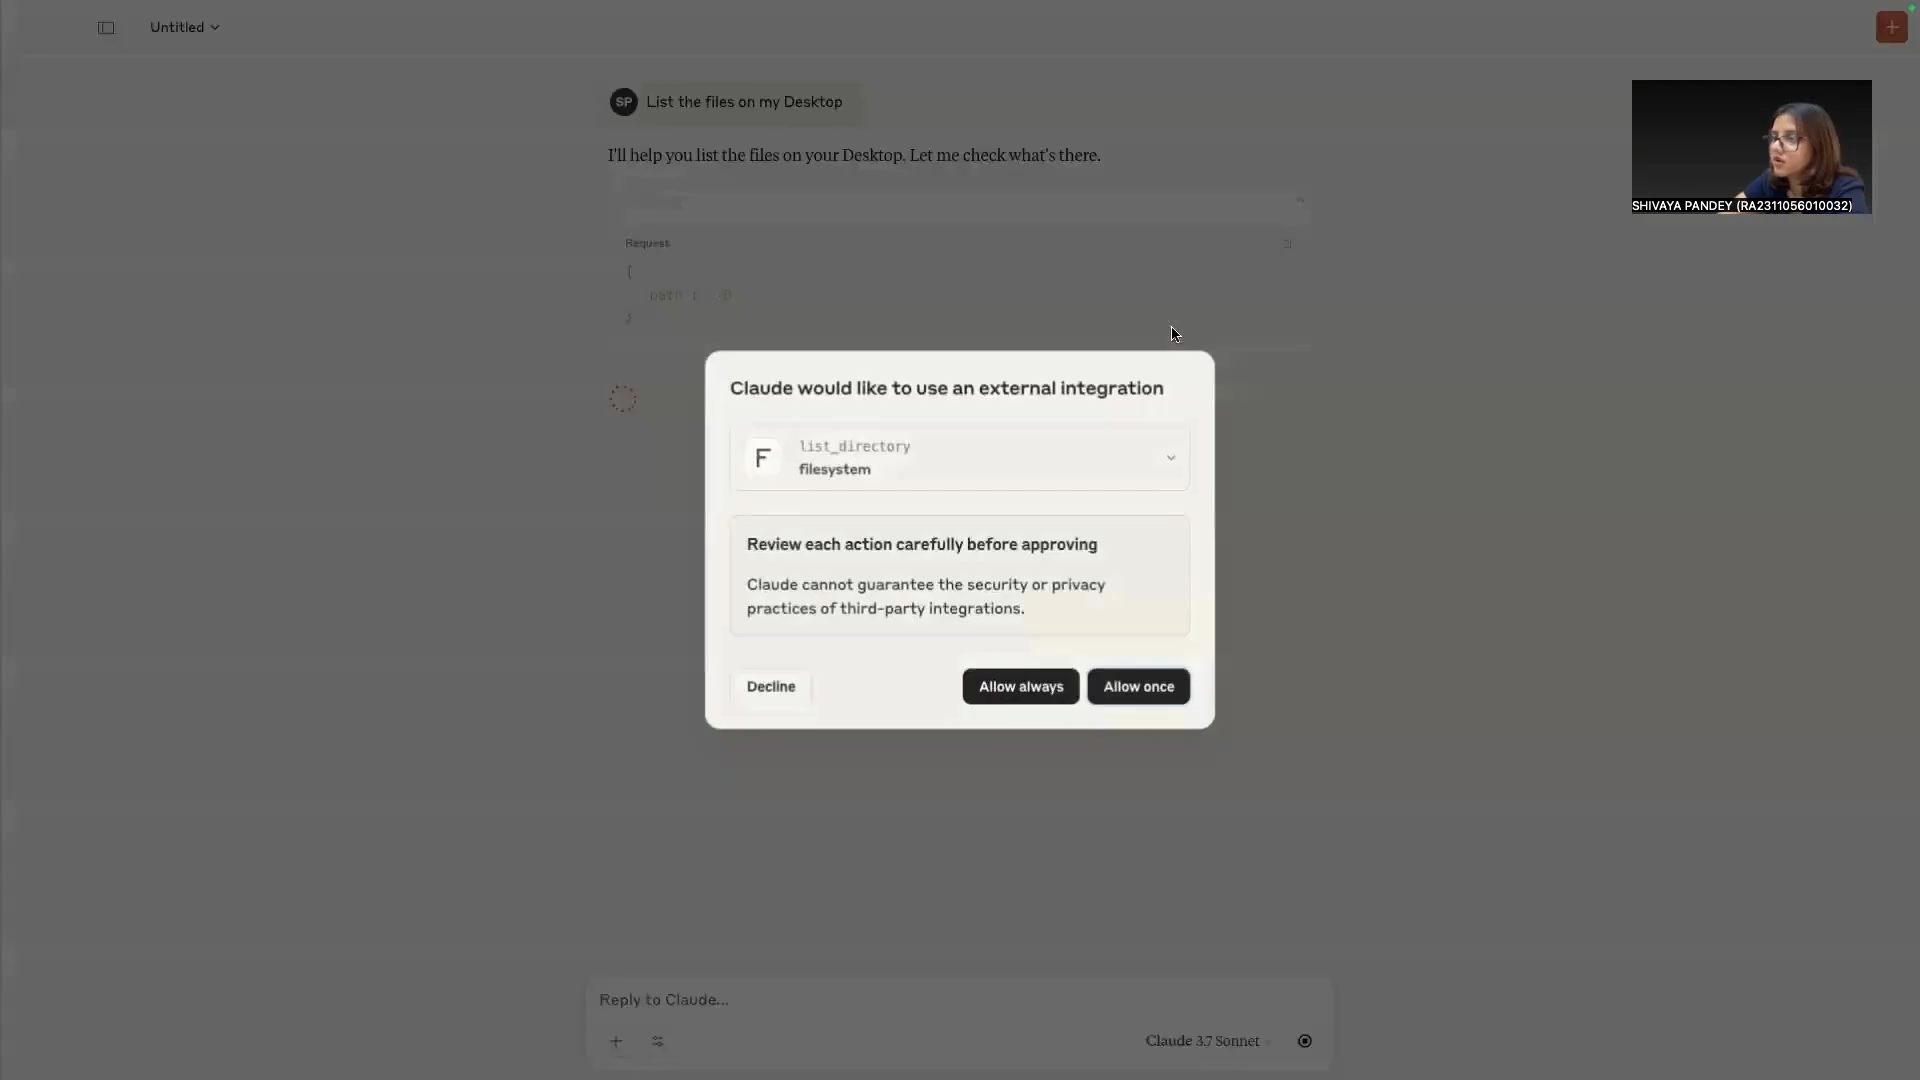 Untitled
SP List the files on my Desktop
I'll help you list the files on your Desktop. Let me check what's there.
SHIVAYA PANDEY (RA2311056010032)
Request
Claude would like to use an external integration
F
list_directory
filesystem
Review each action carefully before approving
Claude cannot guarantee the security or privacy
practices of third-party integrations.
Decline
Allow always
Allow once
Reply to Claude...
Claude 3.7 Sonnet